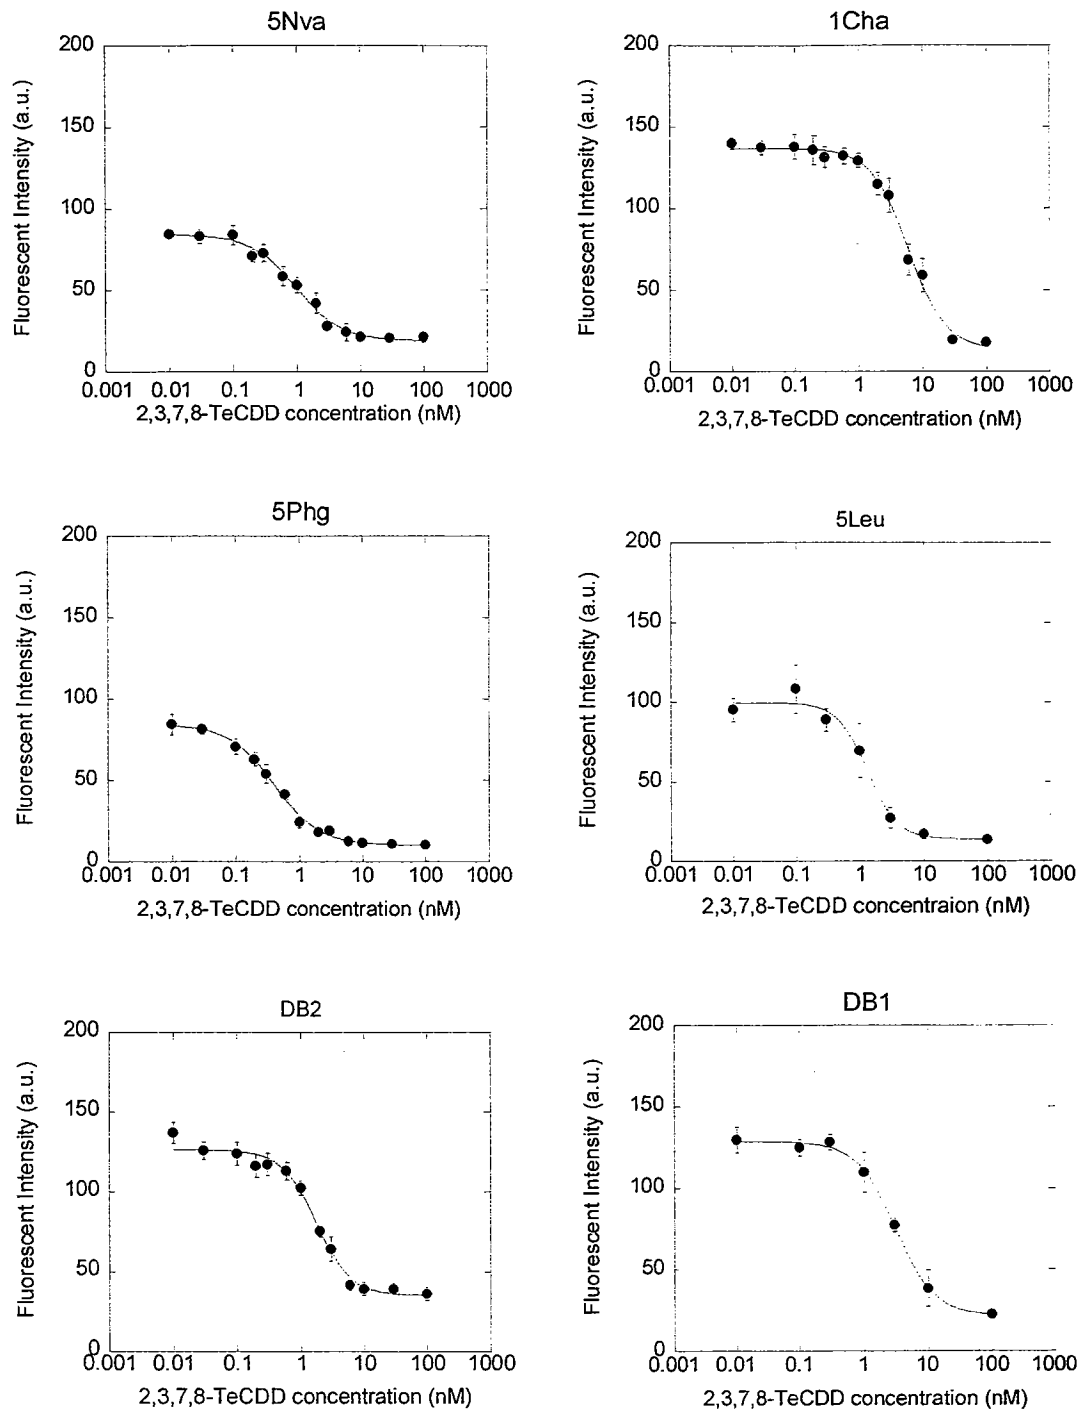 5Nva
200
150
100
50
0
Fluorescent Intensity (a.u.)
0.001 0.01 0.1 1 10 100 1000
2,3,7,8-TeCDD concentration (nM)
1Cha
200
150
100
50
0
Fluorescent Intensity (a.u.)
0.001 0.01 0.1 1 10 100 1000
2,3,7,8-TeCDD concentration (nM)
5Phg
200
150
100
50
0
Fluorescent Intensity (a.u.)
0.001 0.01 0.1 1 10 100 1000
2,3,7,8-TeCDD concentration (nM)
5Leu
200
150
100
50
0
Fluorescent Intensity (a.u.)
0.001 0.01 0.1 1 10 100 1000
2,3,7,8-TeCDD concentraion (nM)
DB2
200
150
100
50
0
Fluorescent Intensity (a.u.)
0.001 0.01 0.1 1 10 100 1000
2,3,7,8-TeCDD concentration (nM)
DB1
200
150
100
50
0
Fluorescent Intensity (a.u.)
0.001 0.01 0.1 1 10 100 1000
2,3,7,8-TeCDD concentration (nM)